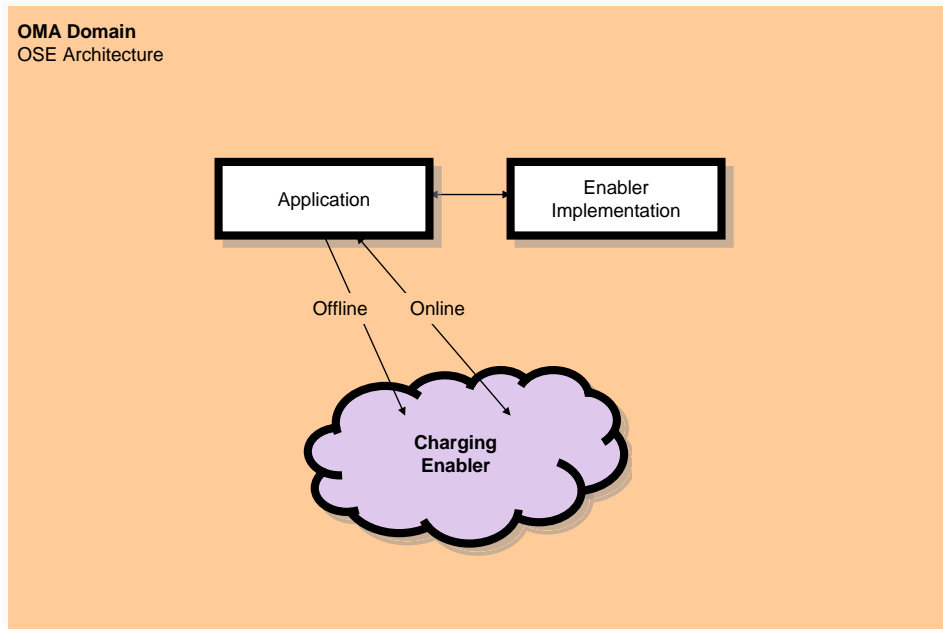 OMA Domain
OSE Architecture
Application
Enabler
Implementation
Offline
Online
Charging
Enabler